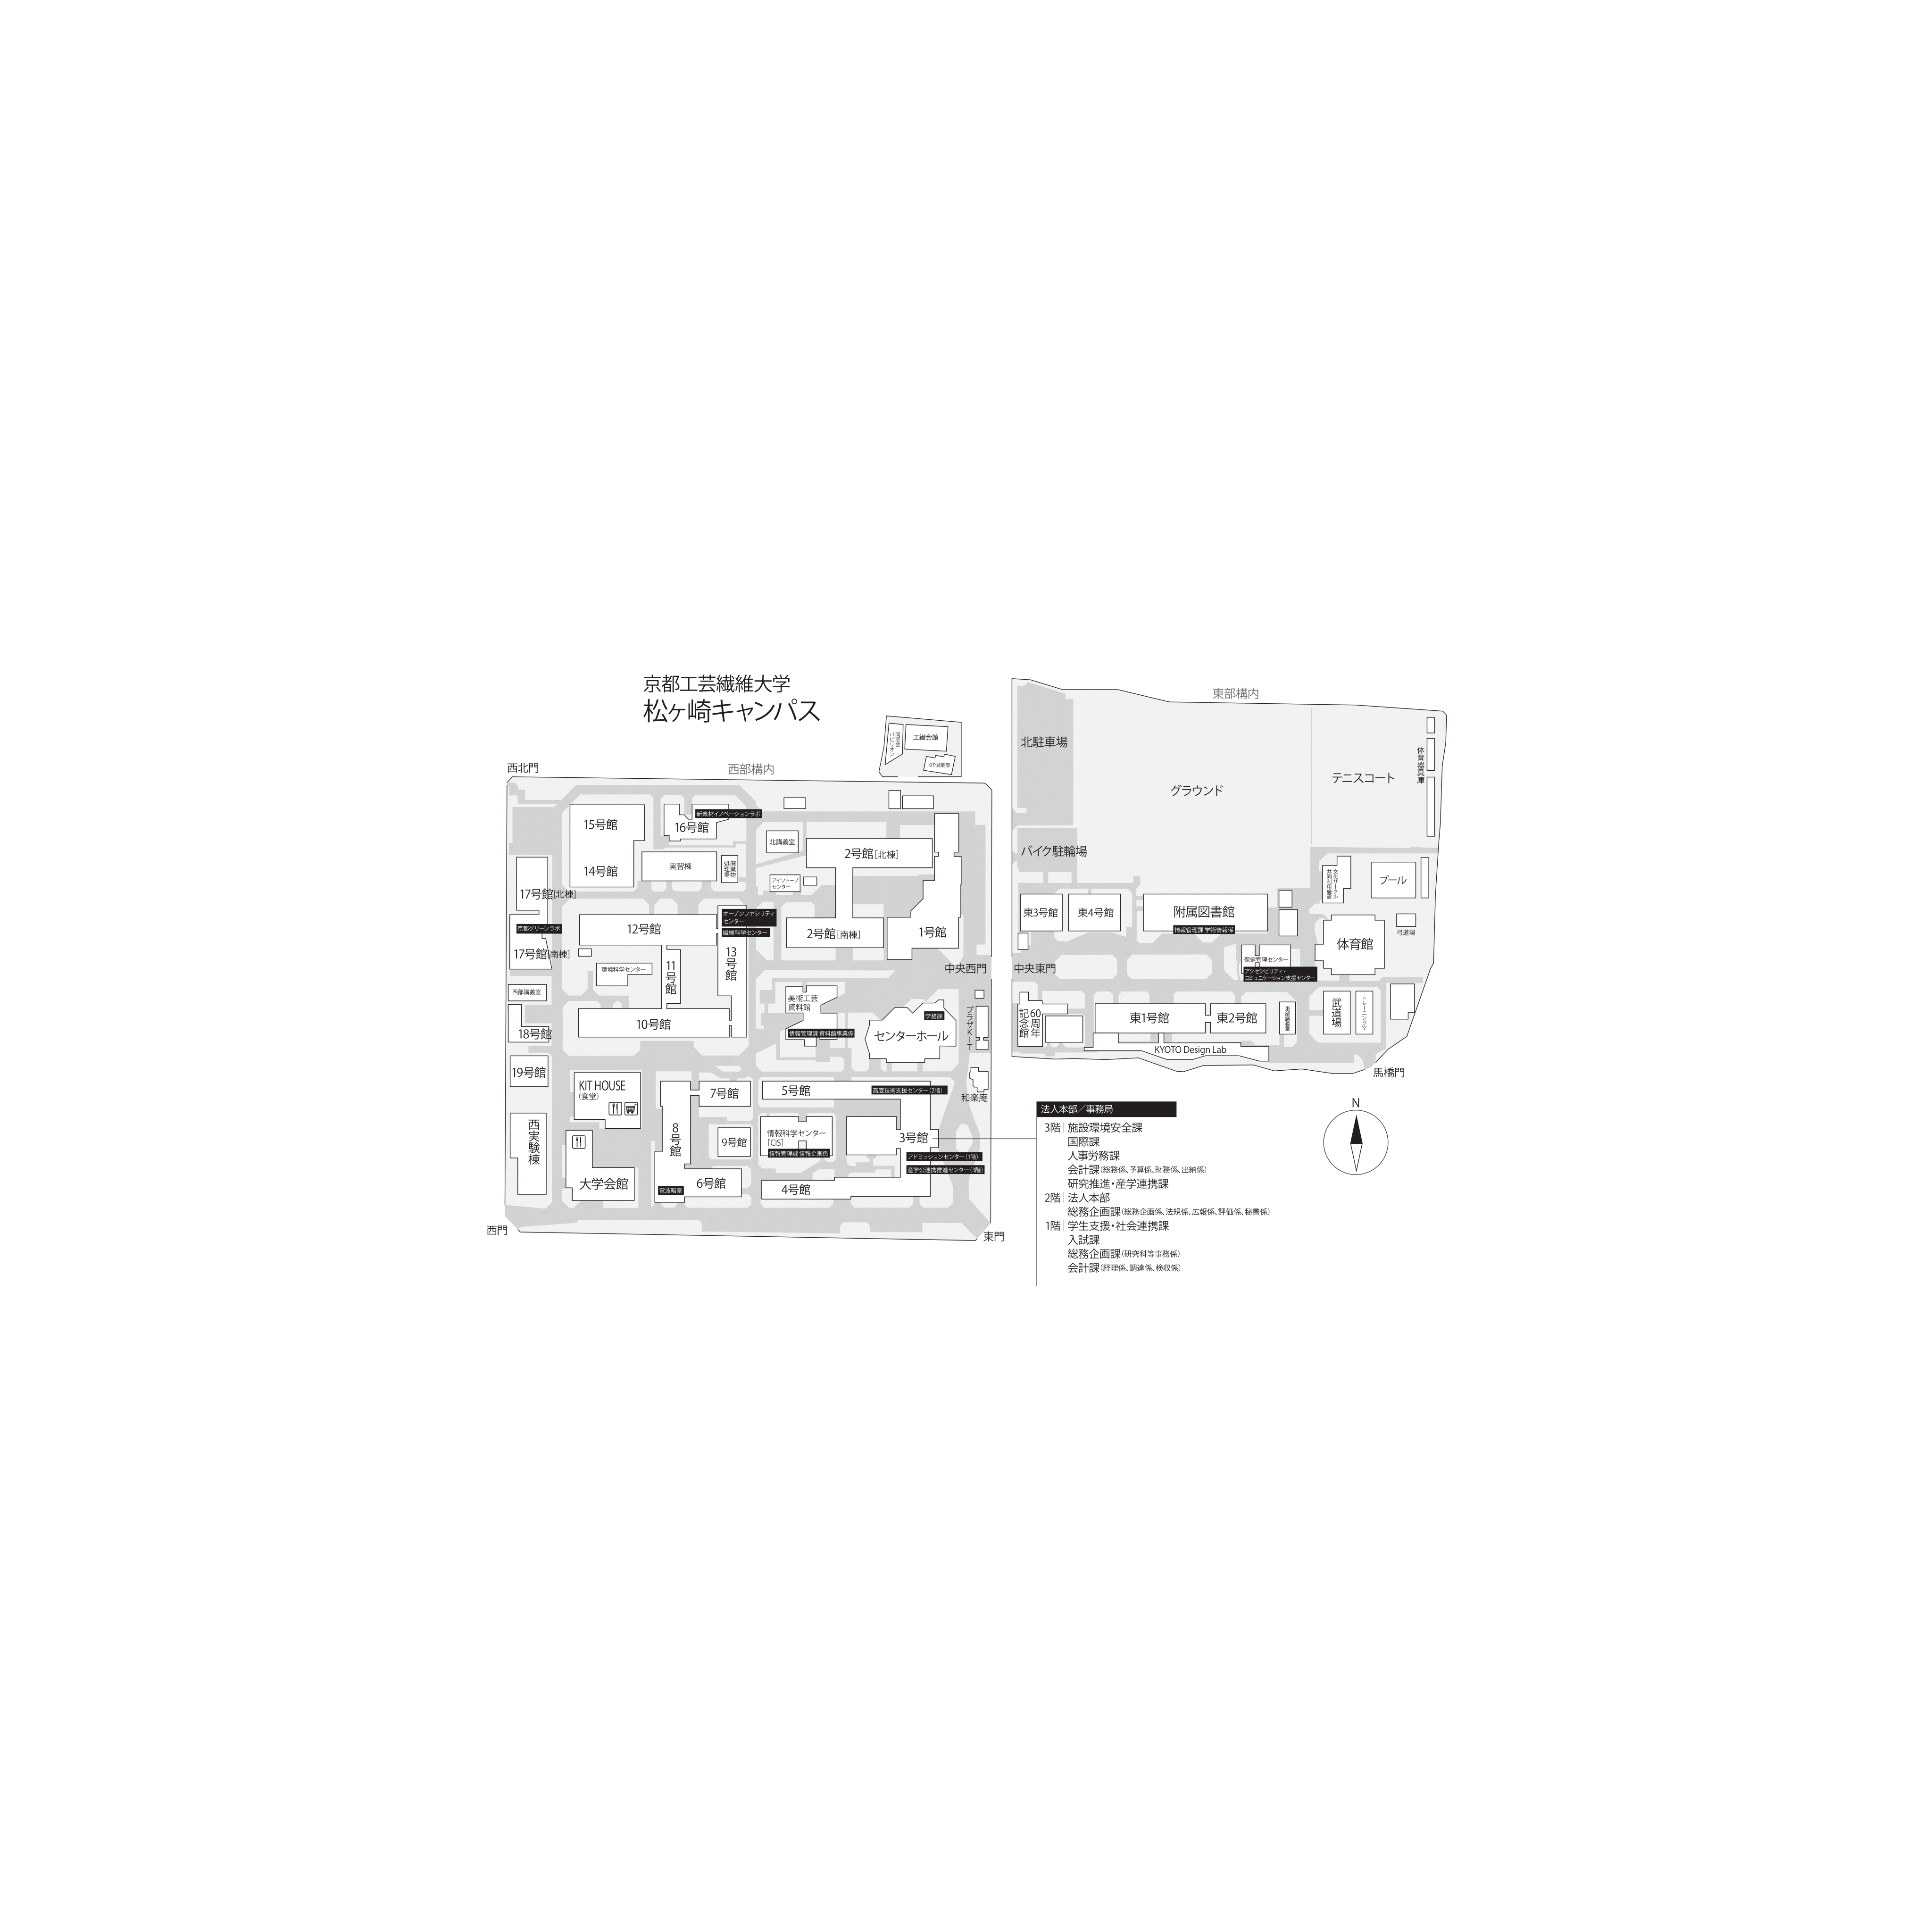 京都工芸繊維大学
松ヶ崎キャンパス
東部構内
西北門
西部構内
同窓会
パビリオン
工繊会館
KIT倶楽部
北駐車場
グラウンド
テニスコート
体育器具庫
15号館
14号館
新素材イノベーションラボ
16号館
実習棟
廃棄物
処理場
北講義室
2号館[北棟]
アイソトープ
センター
バイク駐輪場
文化サークル
共同利用施設
プール
弓道場
17号館[北棟]
京都グリーンラボ
17号館[南棟]
12号館
オープンファシリティ
センター
繊維科学センター
13号館
2号館[南棟]
1号館
東3号館
東4号館
附属図書館
情報管理課 学術情報係
体育館
保健管理センター
アクセシビリティ・
コミュニケーション支援センター
環境科学センター
11号館
中央西門
中央東門
西部講義室
18号館
10号館
美術工芸
資料館
情報管理課 資料館事業係
学務課
センターホール
プラザKIT
60周年
記念館
東1号館
東2号館
東部講義室
武道場
トレーニング室
KYOTO Design Lab
馬橋門
19号館
KIT HOUSE
(食堂)
7号館
5号館
高度技術支援センター(2階)
和楽庵
西実験棟
大学会館
8号館
9号館
情報科学センター
[CIS]
情報管理課 情報企画係
3号館
アドミッションセンター(1階)
産学公連携推進センター(3階)
電波暗室
6号館
4号館
西門
東門
法人本部/事務局
3階|施設環境安全課
国際課
人事労務課
会計課(総務係、予算係、財務係、出納係)
研究推進・産学連携課
2階|法人本部
総務企画課(総務企画係、法規係、広報係、評価係、秘書係)
1階|学生支援・社会連携課
入試課
総務企画課(研究科等事務係)
会計課(経理係、調達係、検収係)
N